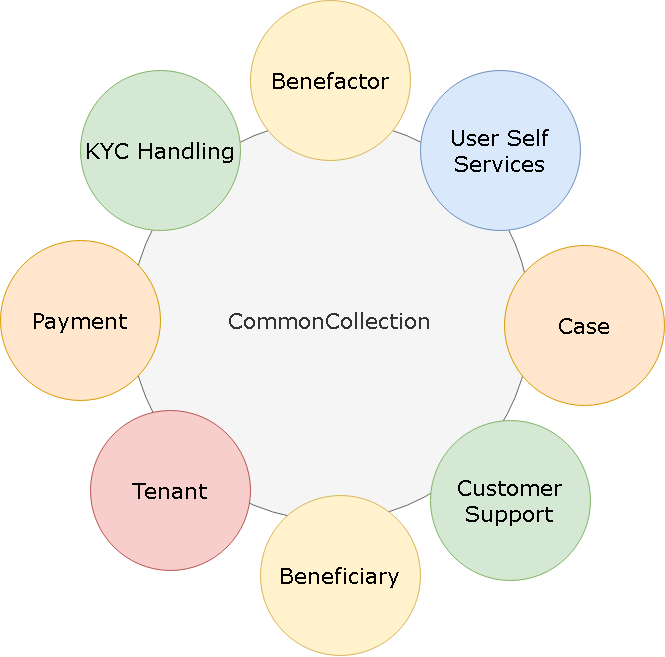 Benefactor
KYC Handling
User Self
Services
Payment
CommonCollection
Case
Tenant
Customer
Support
Beneficiary